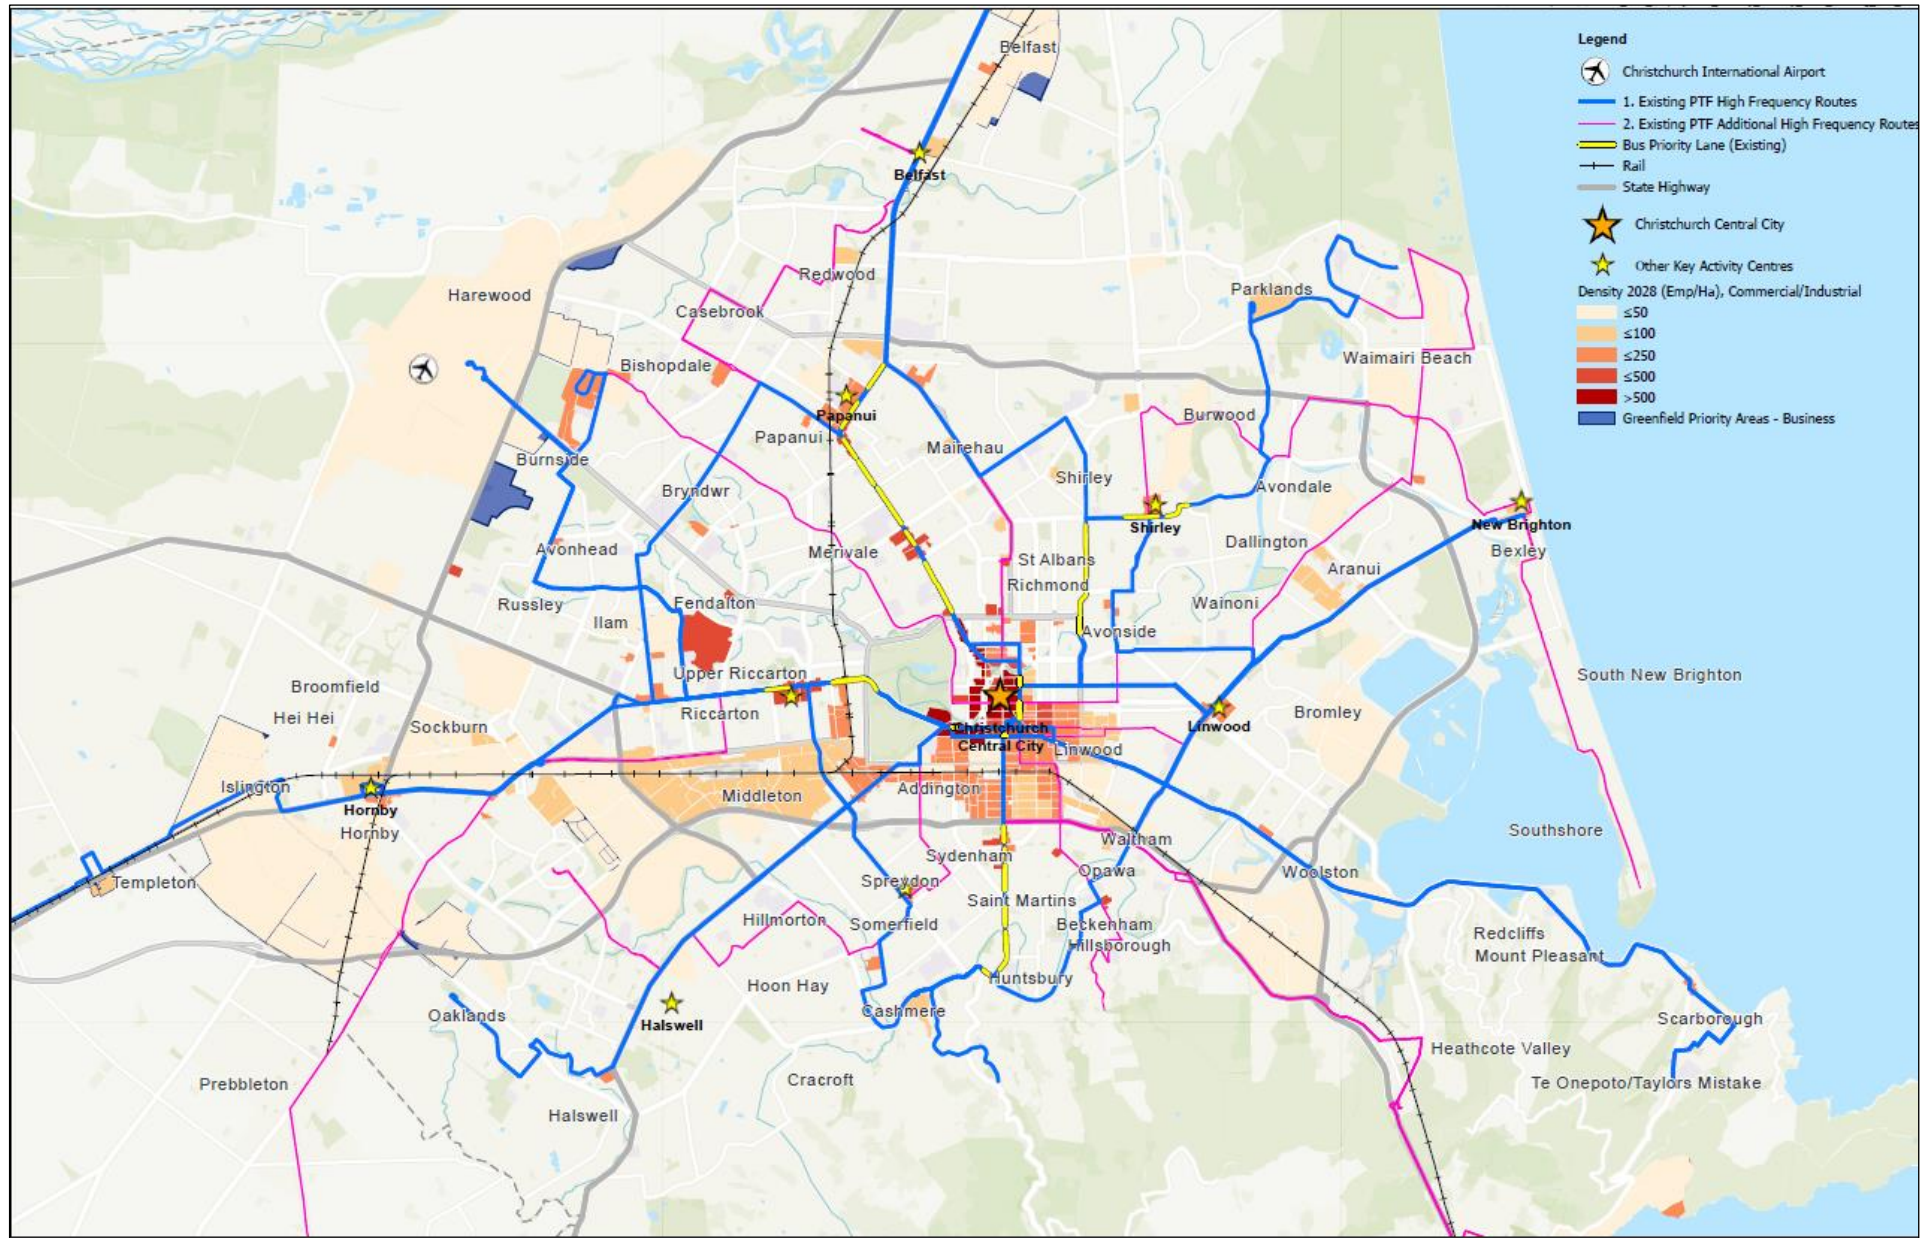 Legend
Christchurch International Airport
1. Existing PTF High Frequency Routes
2. Existing PTF Additional High Frequency Routes
Bus Priority Lane (Existing)
Rail
State Highway
Christchurch Central City
Other Key Activity Centres
Density 2028 (Emp/Ha), Commercial/Industrial
≤50
≤100
≤250
≤500
>500
Greenfield Priority Areas - Business
Belfast
Belfast
Redwood
Harewood
Casebrook
Parklands
Bishopdale
Waimairi Beach
Papanui
Papanui
Burwood
Mairehau
Burnside
Bryndwr
Shirley
Avondale
Shirley
New Brighton
Avonhead
Merivale
Dallington
Bexley
St Albans
Richmond
Aranui
Russley
Fendalton
Wainoni
Ilam
Avonside
Upper Riccarton
South New Brighton
Broomfield
Hei Hei
Sockburn
Riccarton
Bromley
Linwood
Christchurch
Central City
Linwood
Islington
Hornby
Hornby
Middleton
Addington
Southshore
Waltham
Sydenham
Templeton
Spreydon
Opawa
Woolston
Saint Martins
Hillmorton
Somerfield
Beckenham
Hillsborough
Redcliffs
Mount Pleasant
Hoon Hay
Huntsbury
Oaklands
Halswell
Cashmere
Scarborough
Heathcote Valley
Prebbleton
Cracroft
Te Onepoto/Taylors Mistake
Halswell